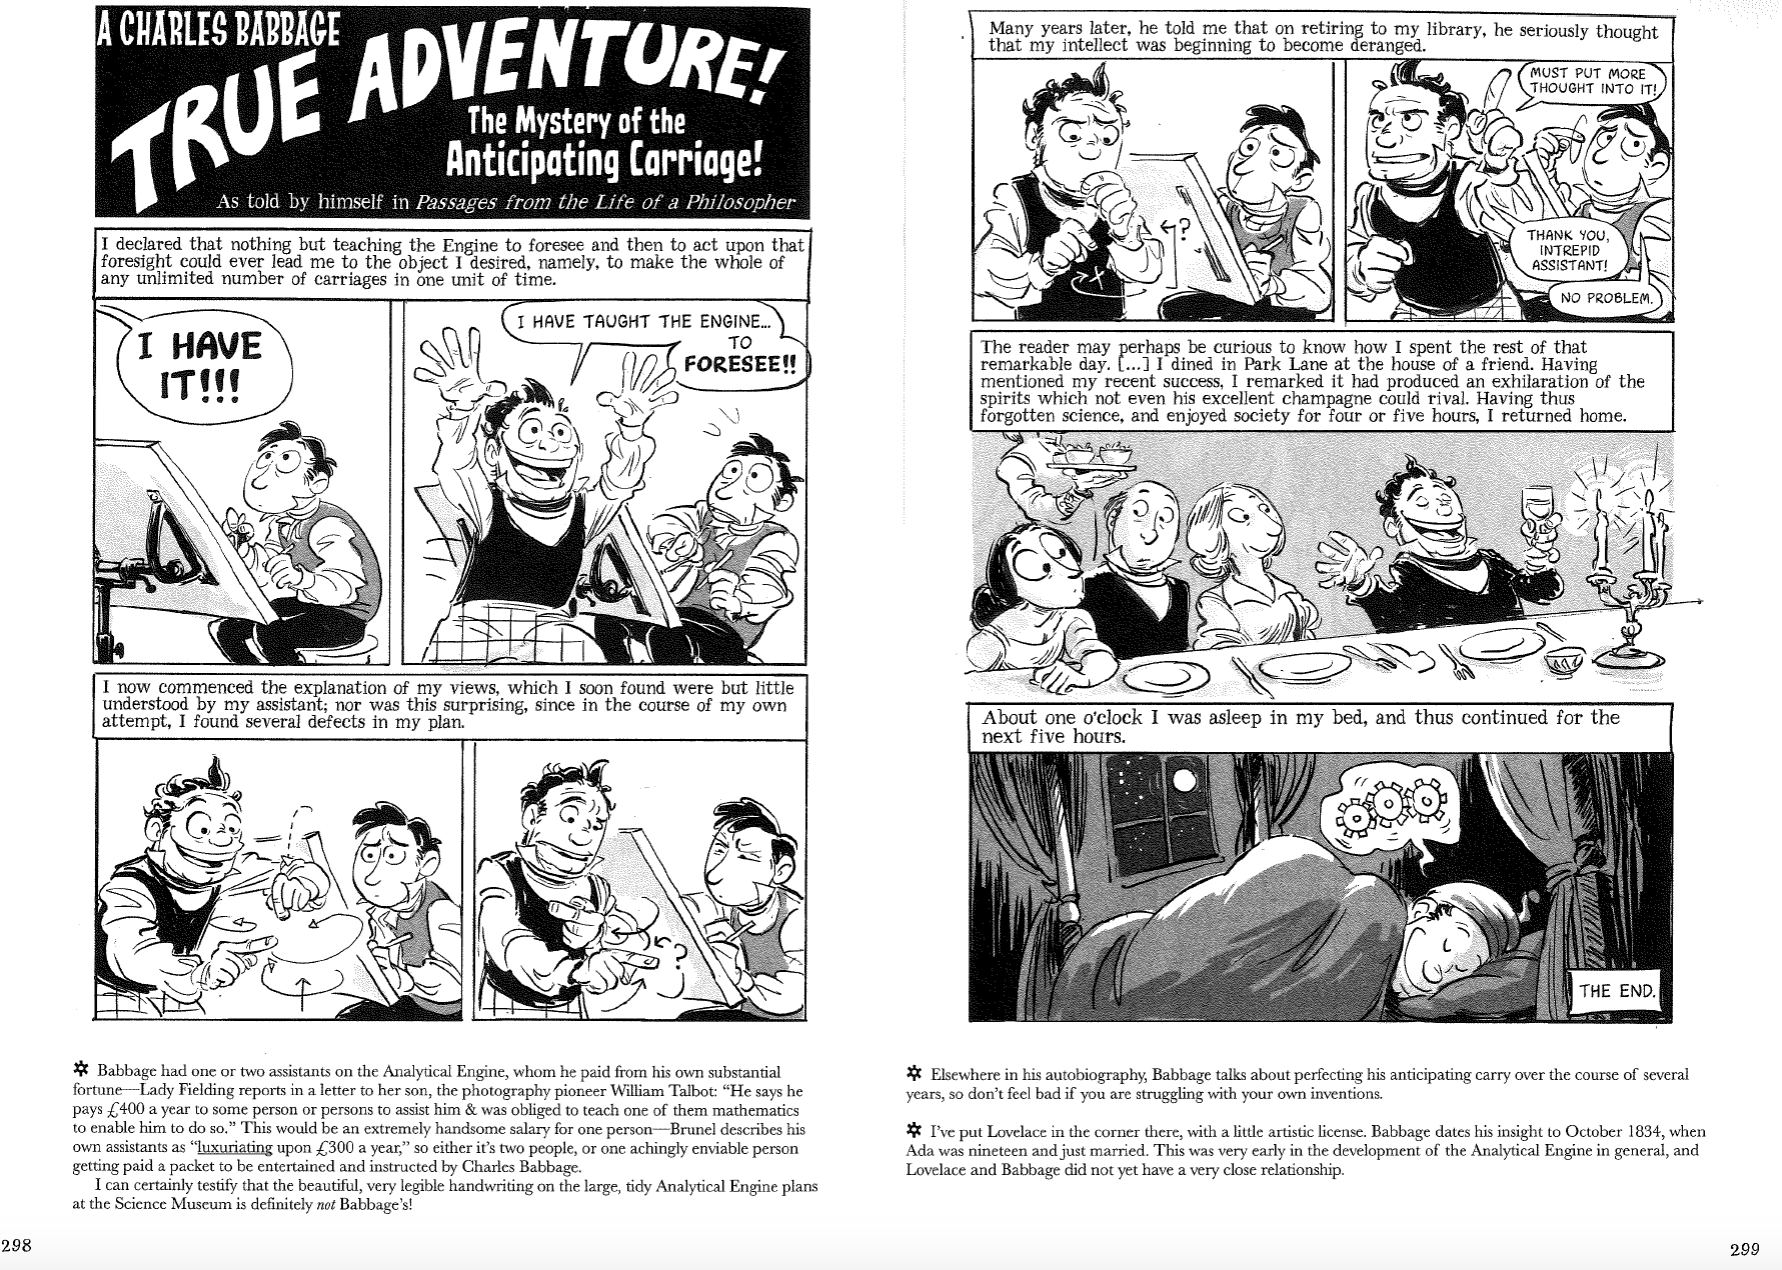 A CHARLES BABBAGE
TRUE ADVENTURE!
The Mystery of the
Anticipating Carriage!
As told by himself in Passages from the Life of a Philosopher
I declared that nothing but teaching the Engine to foresee and then to act upon that
foresight could ever lead me to the object I desired, namely, to make the whole of
any unlimited number of carriages in one unit of time.
I HAVE
IT!!!
I HAVE TAUGHT THE ENGINE...
TO
FORESEE!!
I now commenced the explanation of my views, which I soon found were but little
understood by my assistant; nor was this surprising, since in the course of my own
attempt, I found several defects in my plan.
?
✲ Babbage had one or two assistants on the Analytical Engine, whom he paid from his own substantial
fortune—Lady Fielding reports in a letter to her son, the photography pioneer William Talbot: “He says he
pays £400 a year to some person or persons to assist him & was obliged to teach one of them mathematics
to enable him to do so.” This would be an extremely handsome salary for one person—Brunel describes his
own assistants as “luxuriating upon £300 a year,” so either it’s two people, or one achingly enviable person
getting paid a packet to be entertained and instructed by Charles Babbage.
I can certainly testify that the beautiful, very legible handwriting on the large, tidy Analytical Engine plans
at the Science Museum is definitely not Babbage’s!
298
Many years later, he told me that on retiring to my library, he seriously thought
that my intellect was beginning to become deranged.
?
X
MUST PUT MORE
THOUGHT INTO IT!
THANK YOU,
INTREPID
ASSISTANT!
NO PROBLEM.
The reader may perhaps be curious to know how I spent the rest of that
remarkable day. [...] I dined in Park Lane at the house of a friend. Having
mentioned my recent success, I remarked it had produced an exhilaration of the
spirits which not even his excellent champagne could rival. Having thus
forgotten science, and enjoyed society for four or five hours, I returned home.
About one o'clock I was asleep in my bed, and thus continued for the
next five hours.
THE END.
✲ Elsewhere in his autobiography, Babbage talks about perfecting his anticipating carry over the course of several
years, so don’t feel bad if you are struggling with your own inventions.
✲ I’ve put Lovelace in the corner there, with a little artistic license. Babbage dates his insight to October 1834, when
Ada was nineteen and just married. This was very early in the development of the Analytical Engine in general, and
Lovelace and Babbage did not yet have a very close relationship.
299